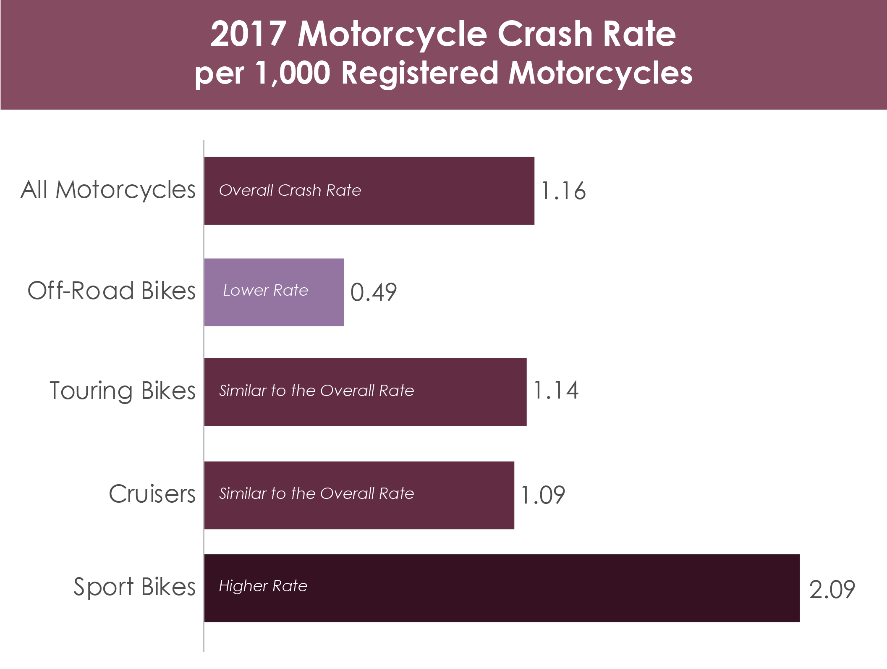 2017 Motorcycle Crash Rate
per 1,000 Registered Motorcycles
All Motorcycles Overall Crash Rate 1.16
Off-Road Bikes Lower Rate 0.49
Touring Bikes Similar to the Overall Rate 1.14
Cruisers Similar to the Overall Rate 1.09
Sport Bikes Higher Rate 2.09